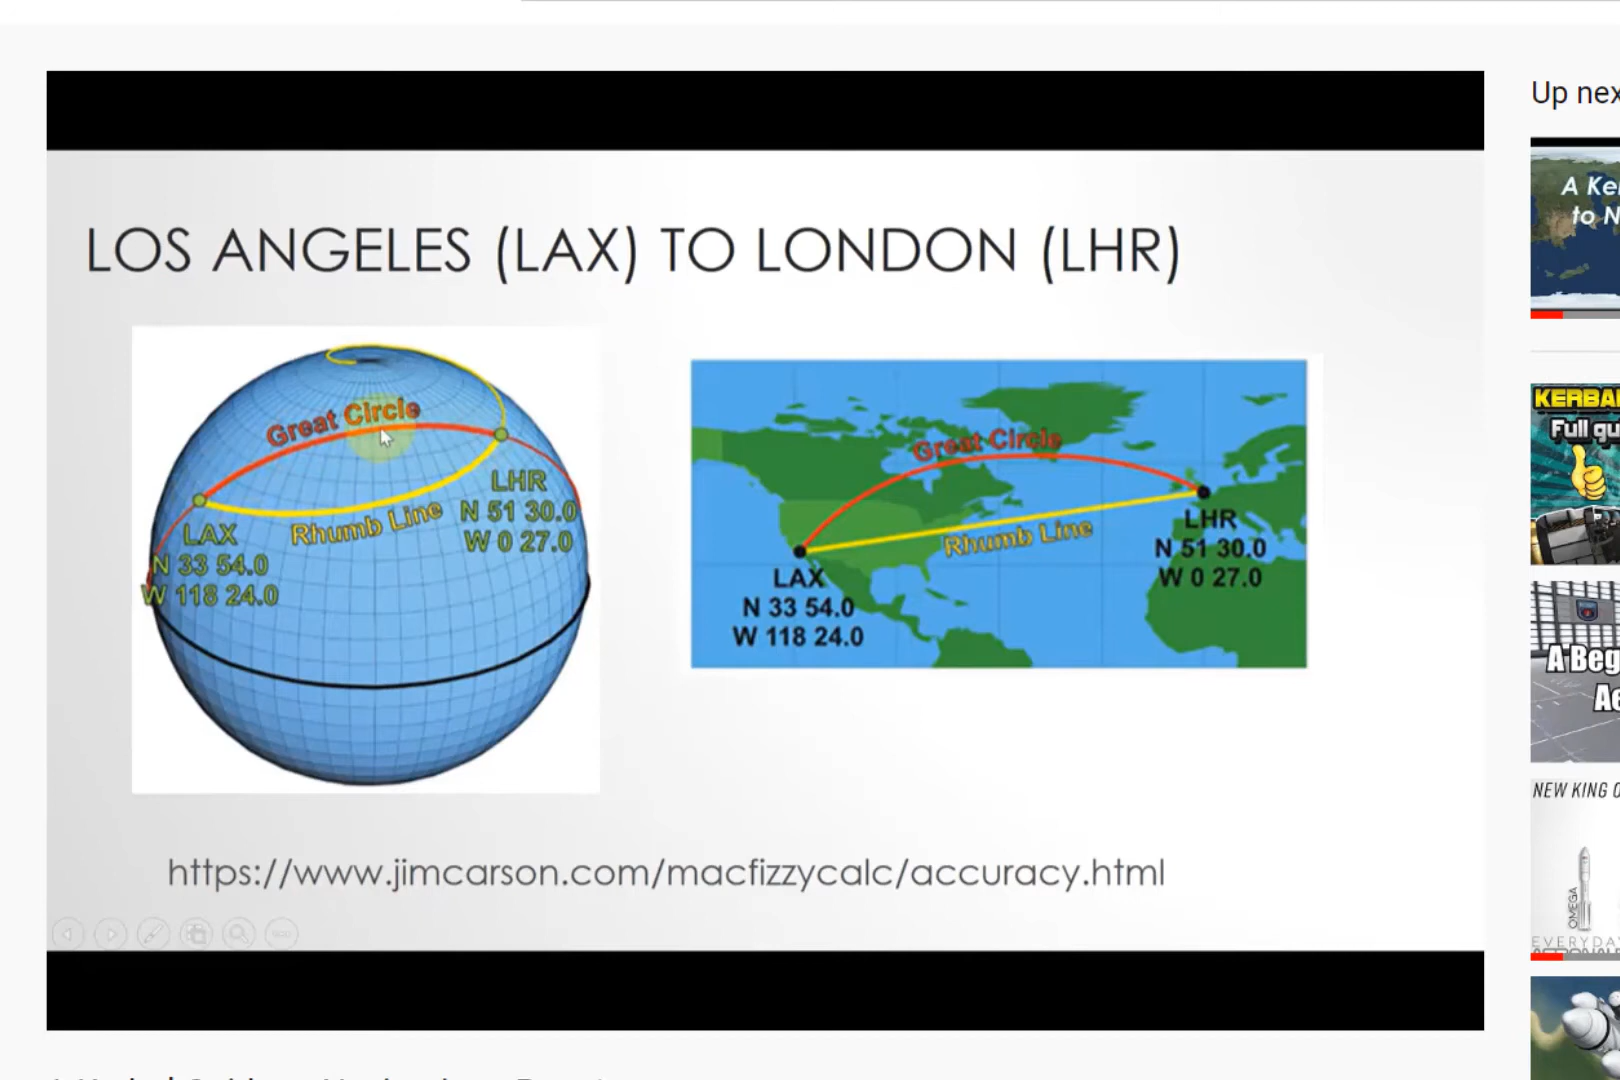 Up nex
LOS ANGELES (LAX) TO LONDON (LHR)
Great Circle
LHR
N 51 30.0
W 0 27.0
Rhumb Line
LAX
N 33 54.0
W 118 24.0
Great Circle
Rhumb Line
LHR
N 51 30.0
W 0 27.0
LAX
N 33 54.0
W 118 24.0
https://www.jimcarson.com/macfizzycalc/accuracy.html
A Ke
to N
KERBA
Full gu
A Beg
Ae
NEW KING O
OMEGA
EVERYDA